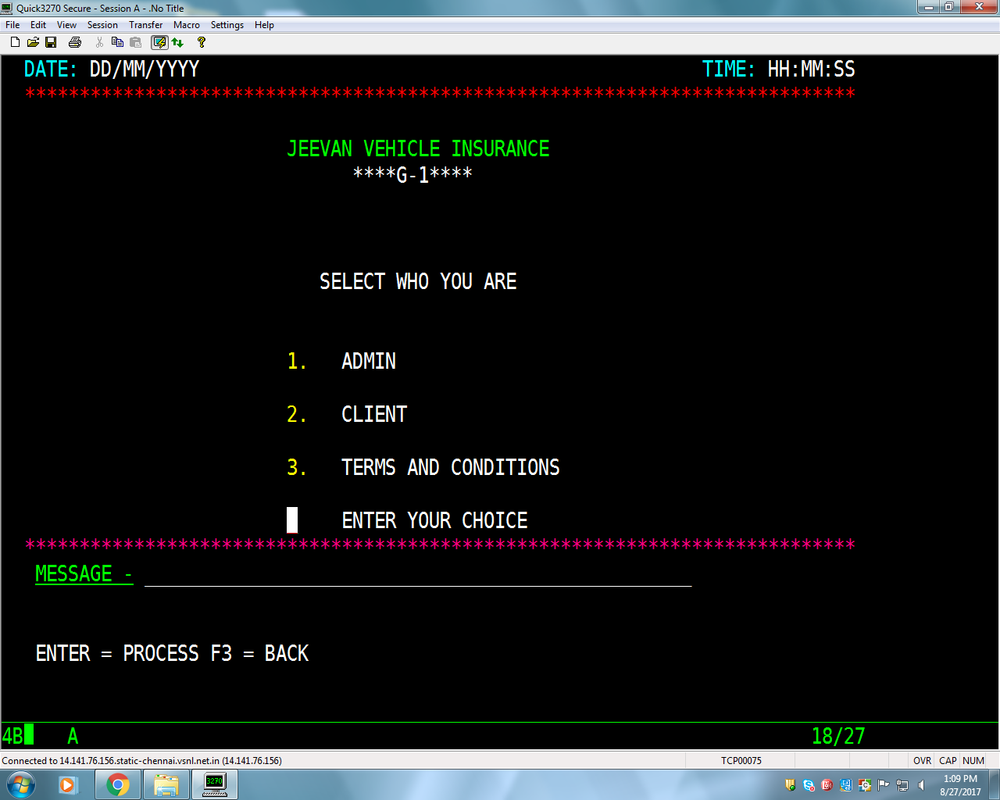 Quick3270 Secure - Session A - .No Title
File Edit View Session Transfer Macro Settings Help
DATE: DD/MM/YYYY TIME: HH:MM:SS
****************************************************************************
JEEVAN VEHICLE INSURANCE
****G-1****
SELECT WHO YOU ARE
1. ADMIN
2. CLIENT
3. TERMS AND CONDITIONS
ENTER YOUR CHOICE
****************************************************************************
MESSAGE - __________________________________________________
ENTER = PROCESS F3 = BACK
4B A 18/27
Connected to 14.141.76.156.static-chennai.vsnl.net.in (14.141.76.156) TCP00075 OVR CAP NUM
3270
1:09 PM
8/27/2017